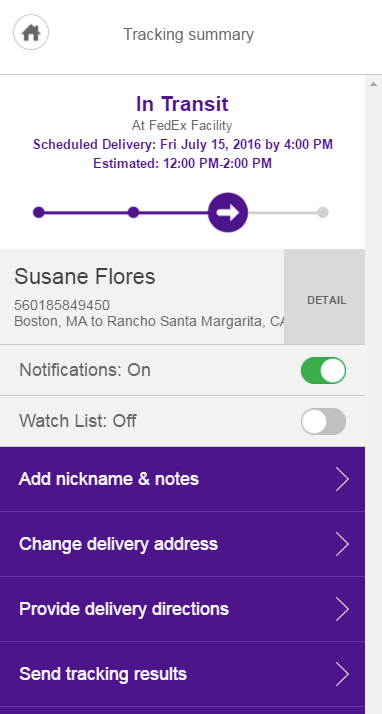 Tracking summary
In Transit
At FedEx Facility
Scheduled Delivery: Fri July 15, 2016 by 4:00 PM
Estimated: 12:00 PM-2:00 PM
Susane Flores
DETAIL
560185849450
Boston, MA to Rancho Santa Margarita, CA
Notifications: On
Watch List: Off
Add nickname & notes
Change delivery address
Provide delivery directions
Send tracking results